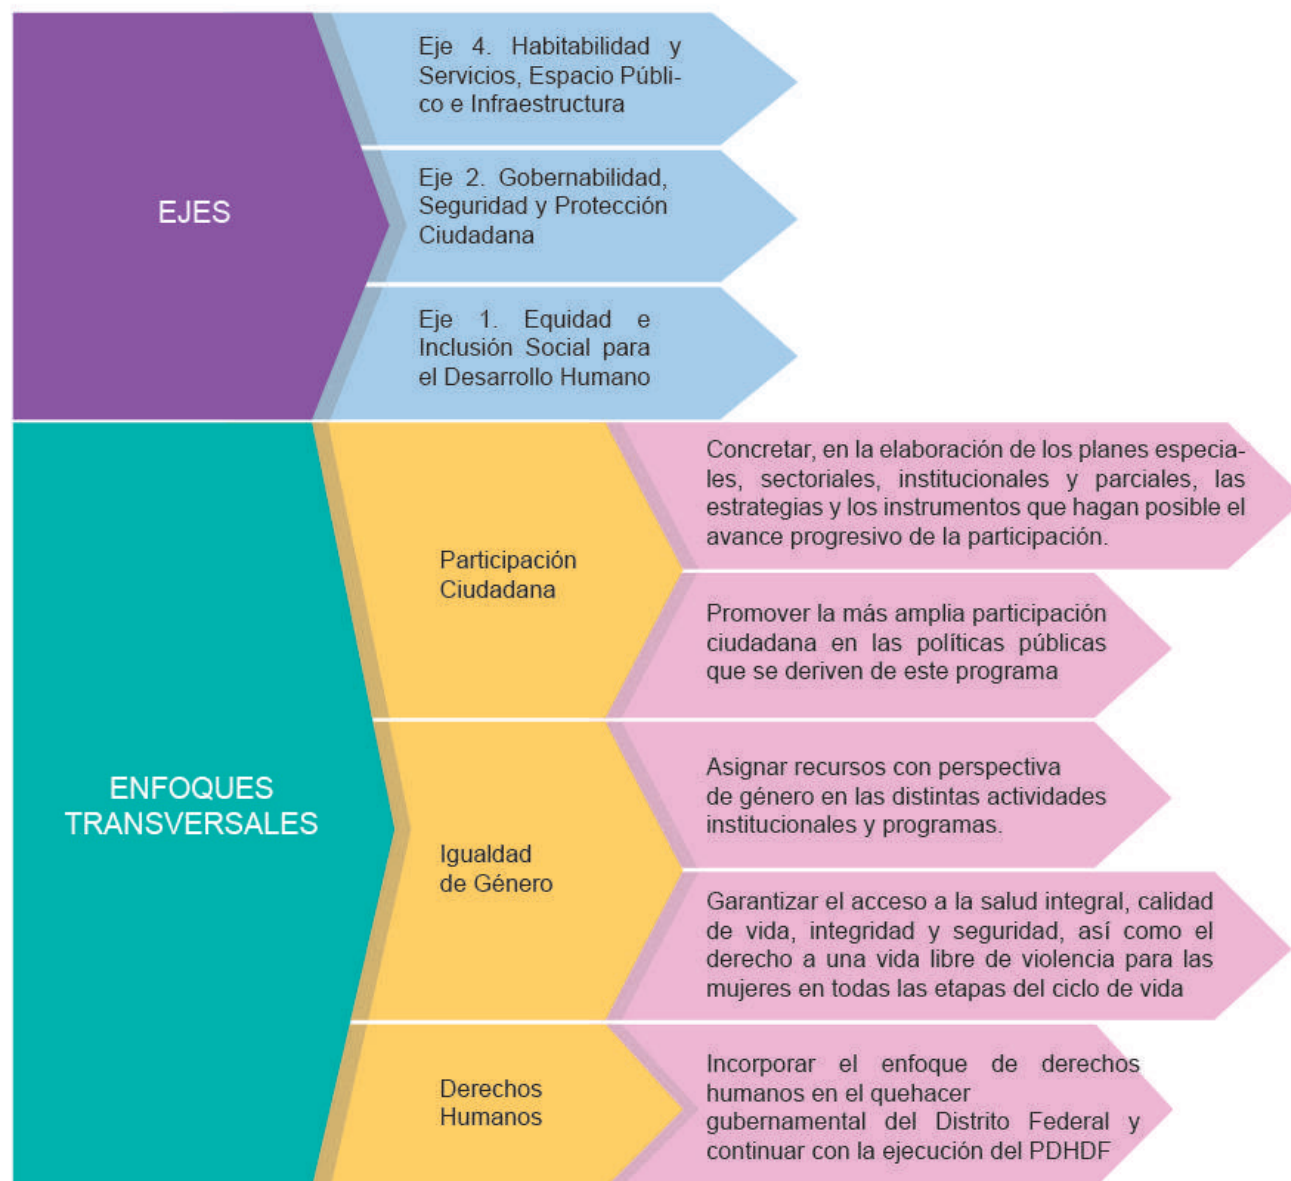 EJES
Eje 4. Habitabilidad y
Servicios, Espacio Públi-
co e Infraestructura
Eje 2. Gobernabilidad,
Seguridad y Protección
Ciudadana
Eje 1. Equidad e
Inclusión Social para
el Desarrollo Humano
ENFOQUES
TRANSVERSALES
Participación
Ciudadana
Concretar, en la elaboración de los planes especia-
les, sectoriales, institucionales y parciales, las
estrategias y los instrumentos que hagan posible el
avance progresivo de la participación.
Promover la más amplia participación
ciudadana en las políticas públicas
que se deriven de este programa
Igualdad
de Género
Asignar recursos con perspectiva
de género en las distintas actividades
institucionales y programas.
Garantizar el acceso a la salud integral, calidad
de vida, integridad y seguridad, así como el
derecho a una vida libre de violencia para las
mujeres en todas las etapas del ciclo de vida
Derechos
Humanos
Incorporar el enfoque de derechos
humanos en el quehacer
gubernamental del Distrito Federal y
continuar con la ejecución del PDHDF